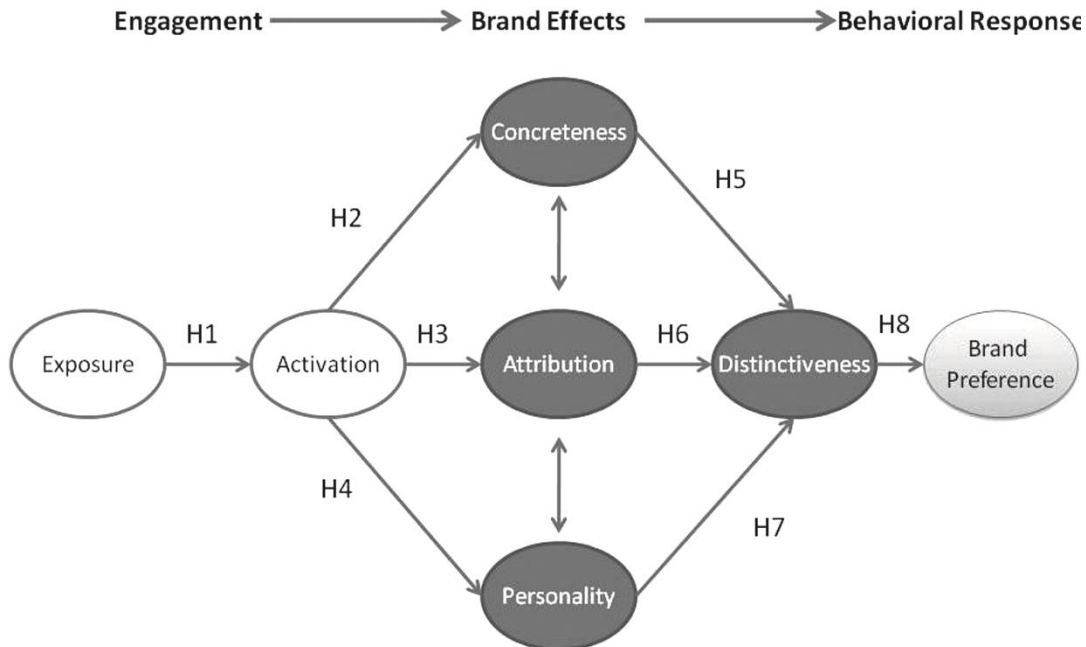 Engagement
Brand Effects
Behavioral Response
Concreteness
H5
H2
H1
H3
H6
H8
Exposure
Activation
Attribution
Distinctiveness
Brand
Preference
H4
H7
Personality